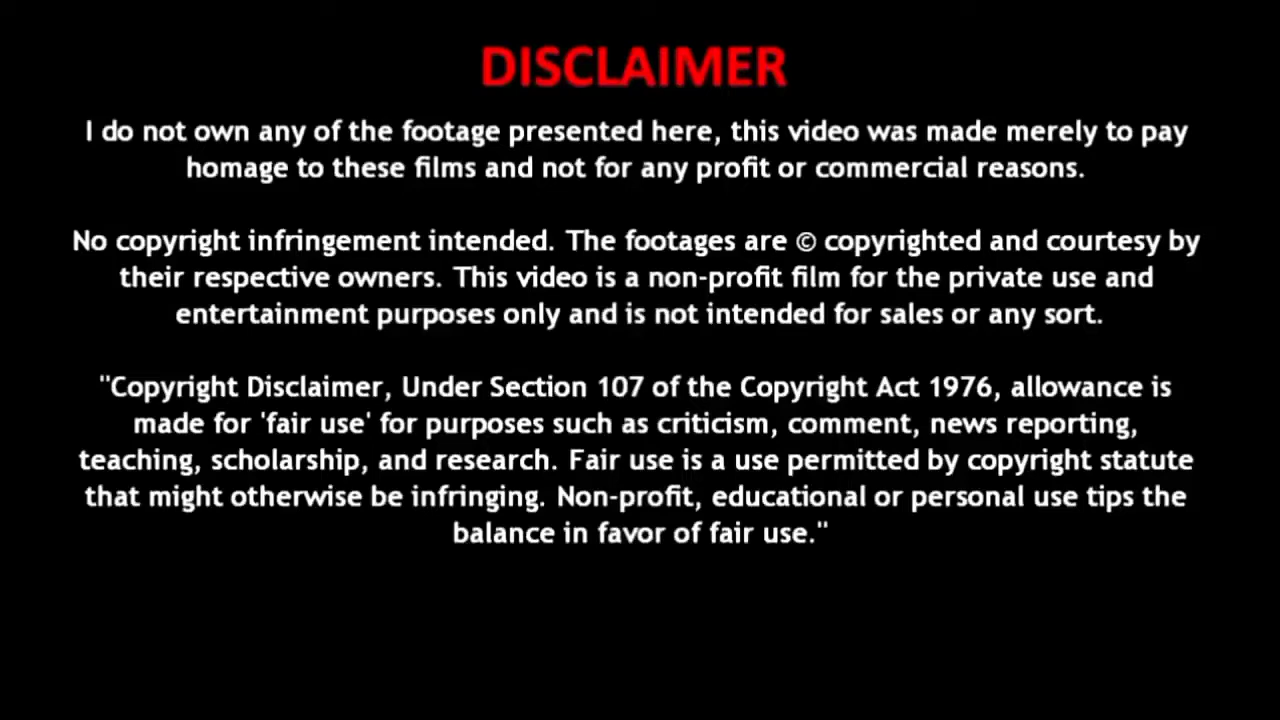 DISCLAIMER
I do not own any of the footage presented here, this video was made merely to pay
homage to these films and not for any profit or commercial reasons.
No copyright infringement intended. The footages are © copyrighted and courtesy by
their respective owners. This video is a non-profit film for the private use and
entertainment purposes only and is not intended for sales or any sort.
"Copyright Disclaimer, Under Section 107 of the Copyright Act 1976, allowance is
made for 'fair use' for purposes such as criticism, comment, news reporting,
teaching, scholarship, and research. Fair use is a use permitted by copyright statute
that might otherwise be infringing. Non-profit, educational or personal use tips the
balance in favor of fair use."